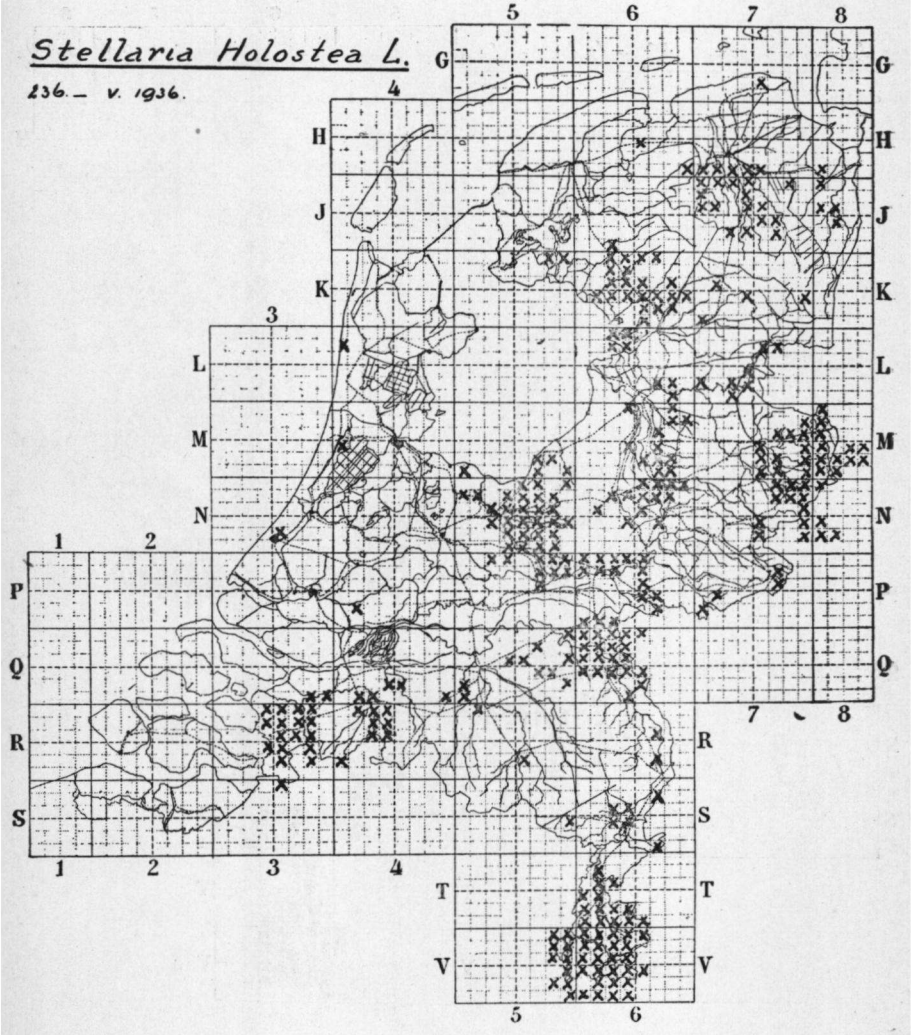 Stellaria Holostea L.
236.— V. 1936.
5 6 7 8
G G
4
H H
J J
K K
3
L L
M M
N N
1 2
P P
Q Q
7 8
R R
S S
1 2 3 4
T T
V V
5 6